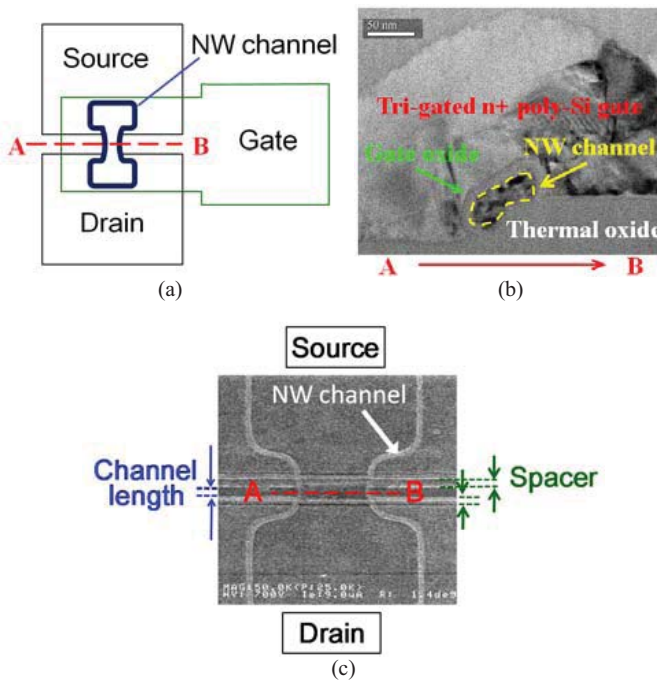 NW channel
Source
A
B
Gate
Drain
(a)
50 nm
Tri-gated n+ poly-Si gate
Gate oxide
NW channel
Thermal oxide
A
B
(b)
Source
NW channel
Channel
length
A
B
Spacer
Drain
(c)